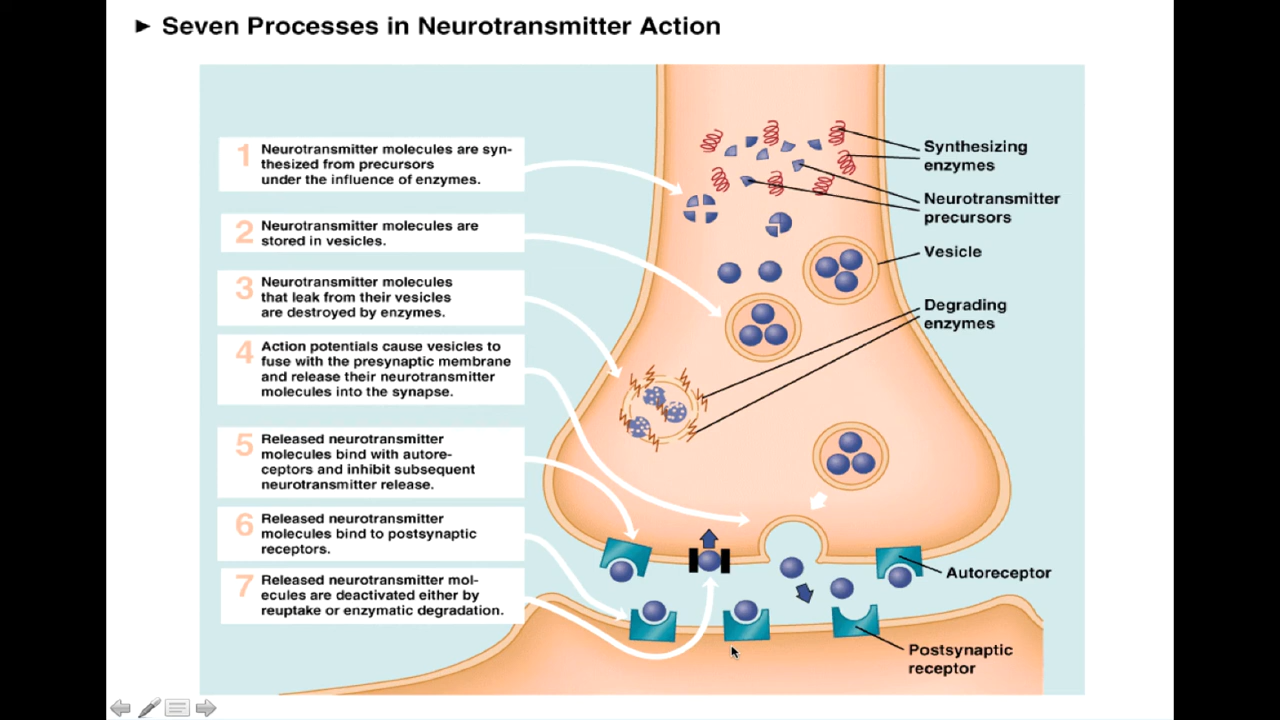 ► Seven Processes in Neurotransmitter Action
1 Neurotransmitter molecules are syn-
thesized from precursors
under the influence of enzymes.
2 Neurotransmitter molecules are
stored in vesicles.
3 Neurotransmitter molecules
that leak from their vesicles
are destroyed by enzymes.
4 Action potentials cause vesicles to
fuse with the presynaptic membrane
and release their neurotransmitter
molecules into the synapse.
5 Released neurotransmitter
molecules bind with autore-
ceptors and inhibit subsequent
neurotransmitter release.
6 Released neurotransmitter
molecules bind to postsynaptic
receptors.
7 Released neurotransmitter mol-
ecules are deactivated either by
reuptake or enzymatic degradation.
Synthesizing
enzymes
Neurotransmitter
precursors
Vesicle
Degrading
enzymes
Autoreceptor
Postsynaptic
receptor